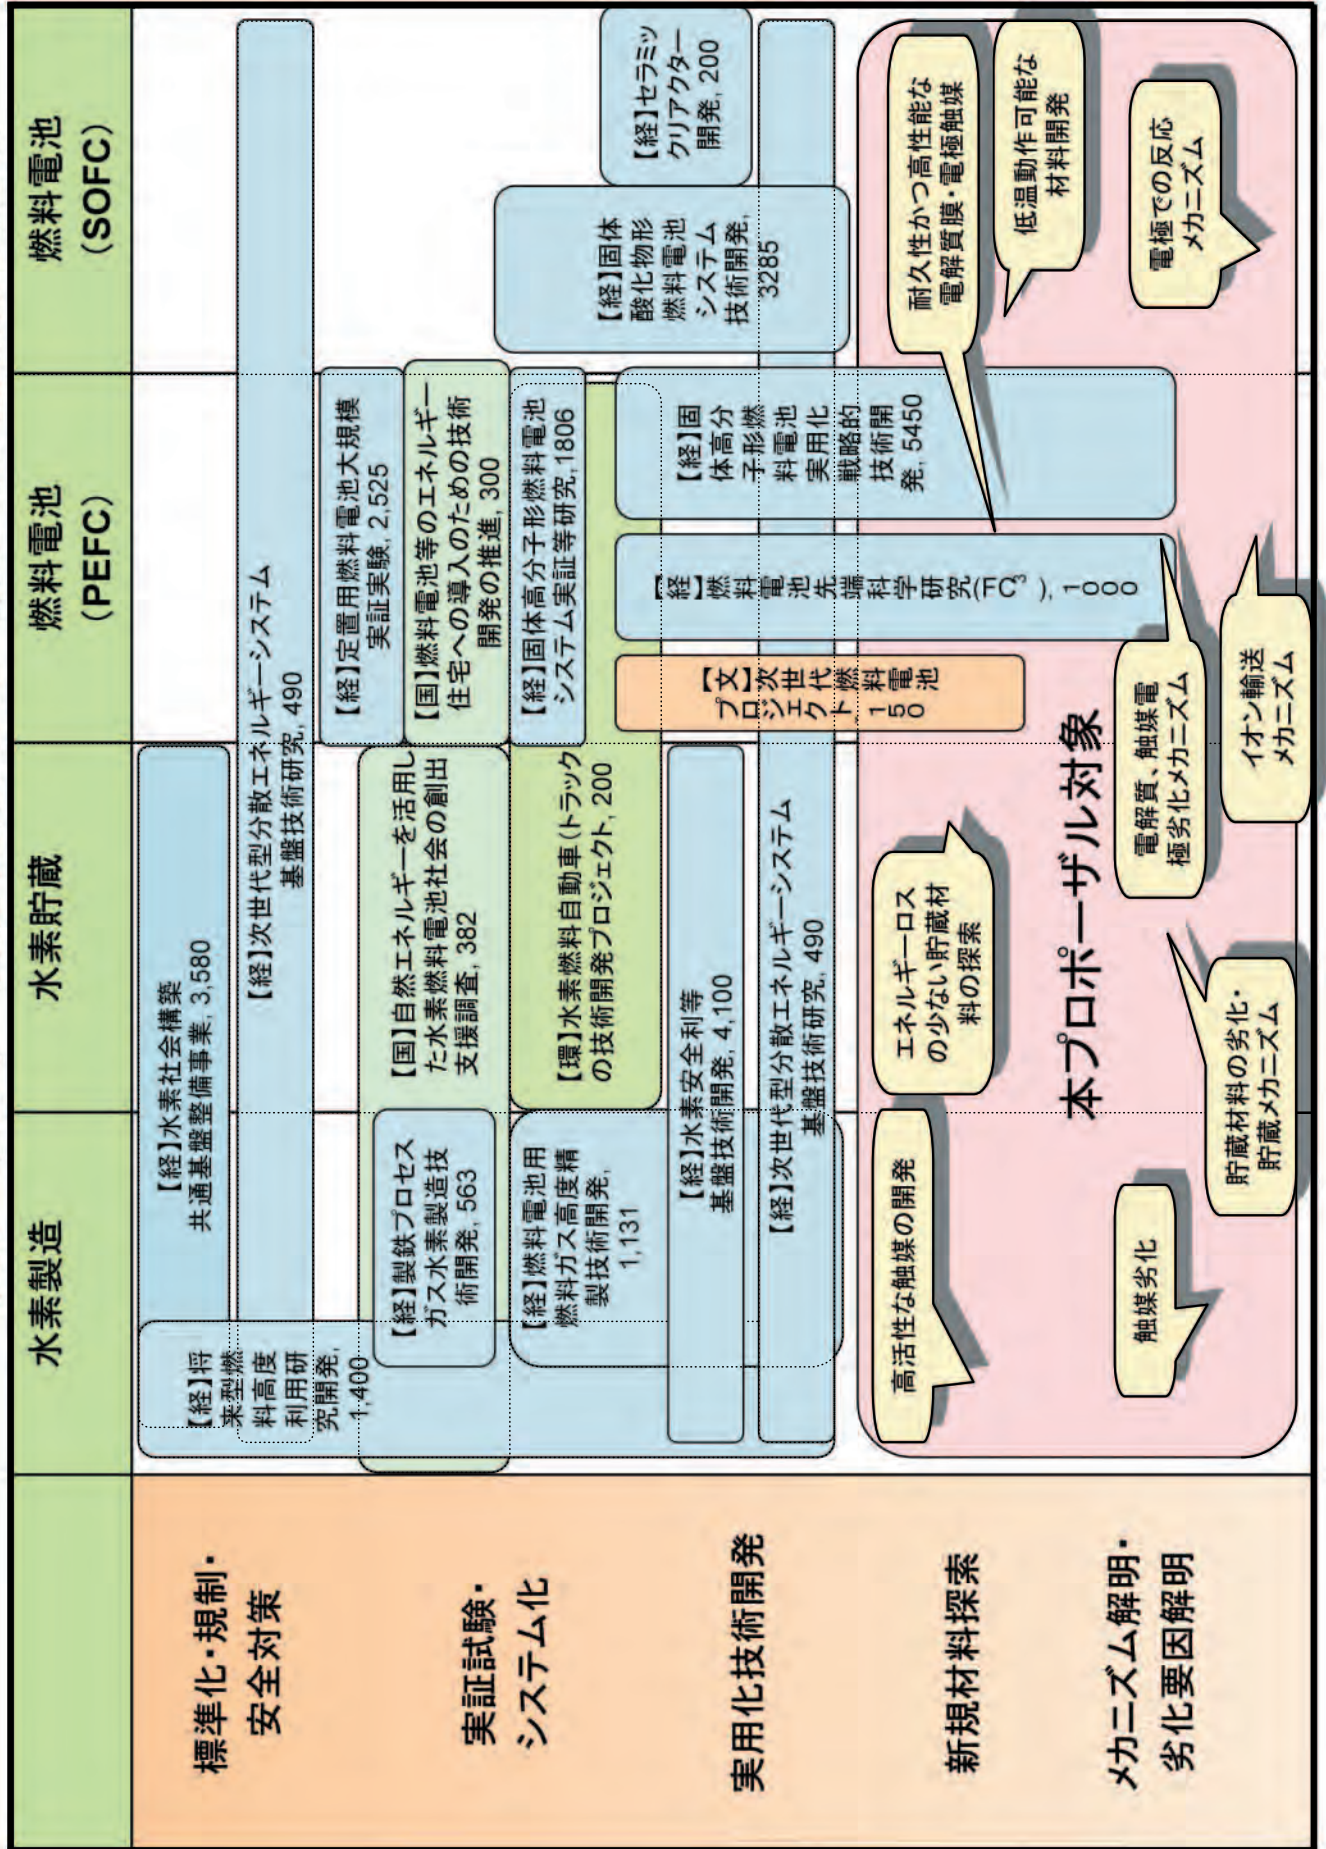 水素製造
水素貯蔵
燃料電池
（PEFC）
燃料電池
（SOFC）
標準化・規制・
安全対策
【経】将
来型燃
料高度
利用研
究開発,
1,400
【経】水素社会構築
共通基盤整備事業, 3,580
【経】次世代型分散エネルギーシステム
基盤技術研究, 490
実証試験・
システム化
【経】製鉄プロセス
ガス水素製造技
術開発, 563
【国】自然エネルギーを活用し
た水素燃料電池社会の創出
支援調査, 382
【経】定置用燃料電池大規模
実証実験, 2,525
【国】燃料電池等のエネルギー
住宅への導入のための技術
開発の推進, 300
【経】燃料電池用
燃料ガス高度精
製技術開発,
1,131
【環】水素燃料自動車（トラック
の技術開発プロジェクト, 200
【経】固体高分子形燃料電池
システム実証等研究, 1806
【経】固体
酸化物形
燃料電池
システム
技術開発,
3285
【経】セラミッ
クリアクター
開発, 200
実用化技術開発
【経】水素安全利等
基盤技術開発, 4,100
【経】次世代型分散エネルギーシステム
基盤技術研究, 490
【文】次世代燃料電池
プロジェクト, 150
【経】燃料電池先端科学研究(FC3), 1000
【経】固
体高分
子形燃
料電池
実用化
戦略的
技術開
発, 5450
新規材料探索
高活性な触媒の開発
エネルギーロス
の少ない貯蔵材
料の探索
耐久性かつ高性能な
電解質膜・電極触媒
低温動作可能な
材料開発
本プロポーザル対象
メカニズム解明・
劣化要因解明
触媒劣化
貯蔵材料の劣化・
貯蔵メカニズム
電解質、触媒電
極劣化メカニズム
イオン輸送
メカニズム
電極での反応
メカニズム